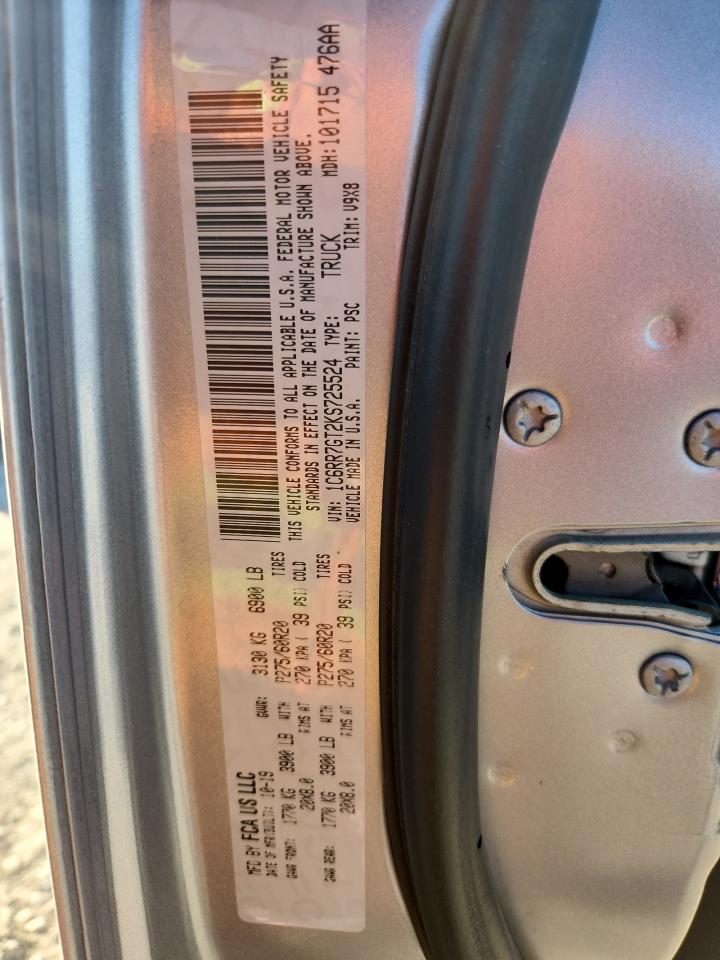 MFD BY FCA US LLC
DATE OF MFR(BUILT): 10-19 GVWR: 3130 KG 6900 LB
GAWR FRONT: 1770 KG 3900 LB WITH P275/60R20 TIRES
20X8.0 RIMS AT 270 KPA ( 39 PSI) COLD
GAWR REAR: 1770 KG 3900 LB WITH P275/60R20 TIRES
20X8.0 RIMS AT 270 KPA ( 39 PSI) COLD
THIS VEHICLE CONFORMS TO ALL APPLICABLE U.S.A. FEDERAL MOTOR VEHICLE SAFETY
STANDARDS IN EFFECT ON THE DATE OF MANUFACTURE SHOWN ABOVE.
VIN: 1C6RR7GT2KS725524 TYPE: TRUCK MDH:101715 476AA
VEHICLE MADE IN U.S.A. PAINT: PSC TRIM: V9X8